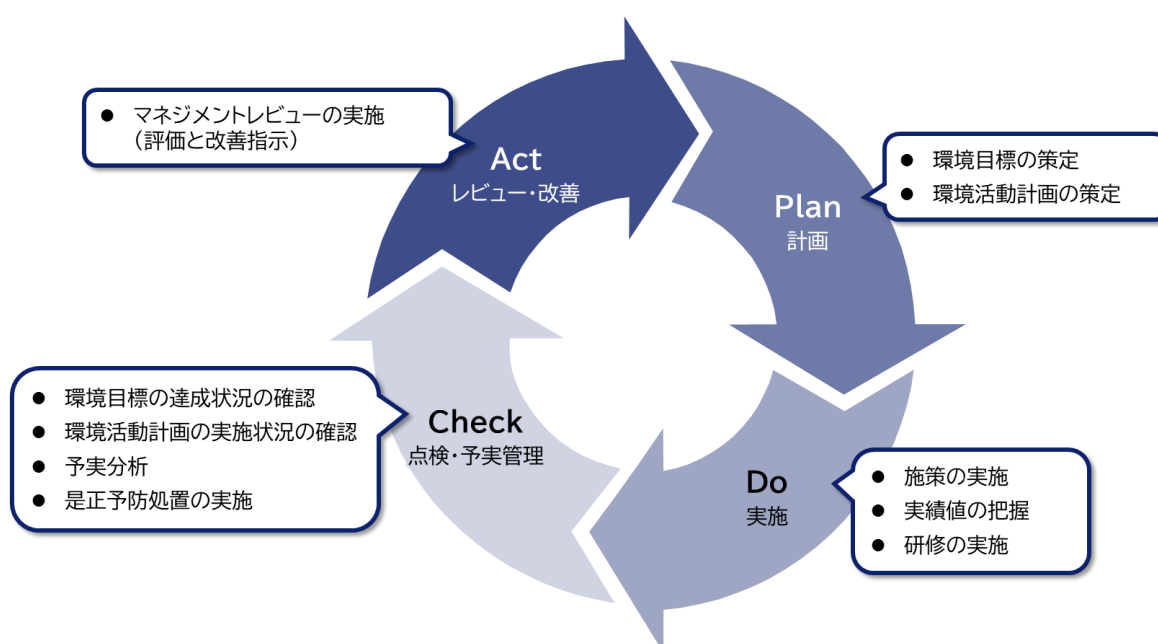 ● マネジメントレビューの実施
(評価と改善指示)
Act
レビュー・改善
● 環境目標の策定
● 環境活動計画の策定
Plan
計画
● 環境目標の達成状況の確認
● 環境活動計画の実施状況の確認
● 予実分析
● 是正予防処置の実施
Check
点検・予実管理
Do
実施
● 施策の実施
● 実績値の把握
● 研修の実施